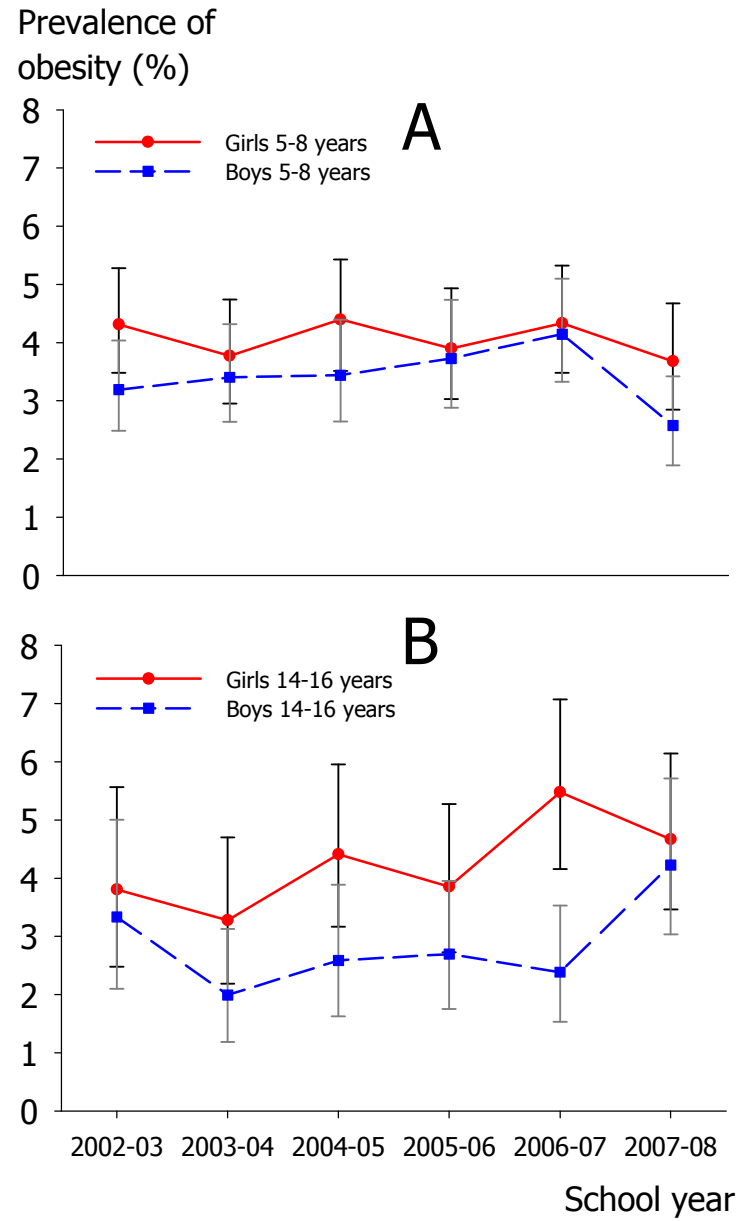 Prevalence of
obesity (%)
A
8
7
6
5
4
3
2
1
0
Girls 5-8 years
Boys 5-8 years
B
8
7
6
5
4
3
2
1
0
Girls 14-16 years
Boys 14-16 years
2002-03 2003-04 2004-05 2005-06 2006-07 2007-08
School year